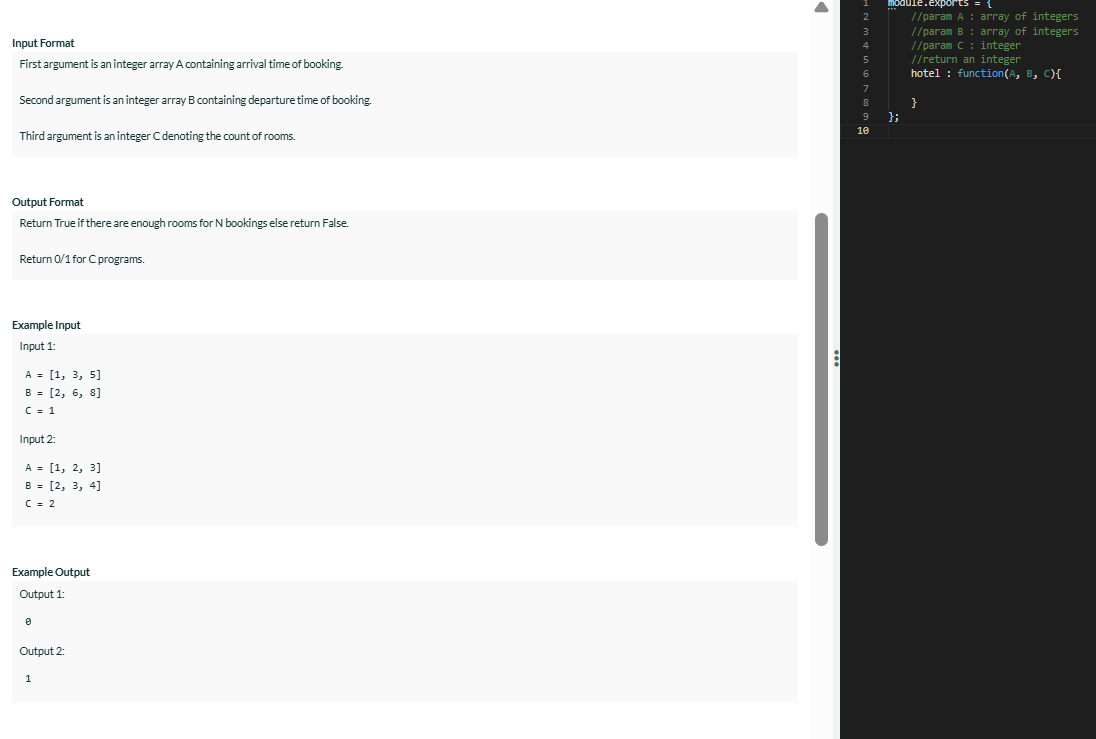 Input Format
First argument is an integer array A containing arrival time of booking.
Second argument is an integer array B containing departure time of booking.
Third argument is an integer C denoting the count of rooms.
Output Format
Return True if there are enough rooms for N bookings else return False.
Return 0/1 for C programs.
Example Input
Input 1:
A = [1, 3, 5]
B = [2, 6, 8]
C = 1
Input 2:
A = [1, 2, 3]
B = [2, 3, 4]
C = 2
Example Output
Output 1:
0
Output 2:
1
1 module.exports = {
2 //param A : array of integers
3 //param B : array of integers
4 //param C : integer
5 //return an integer
6 hotel : function(A, B, C){
7
8 }
9 };
10